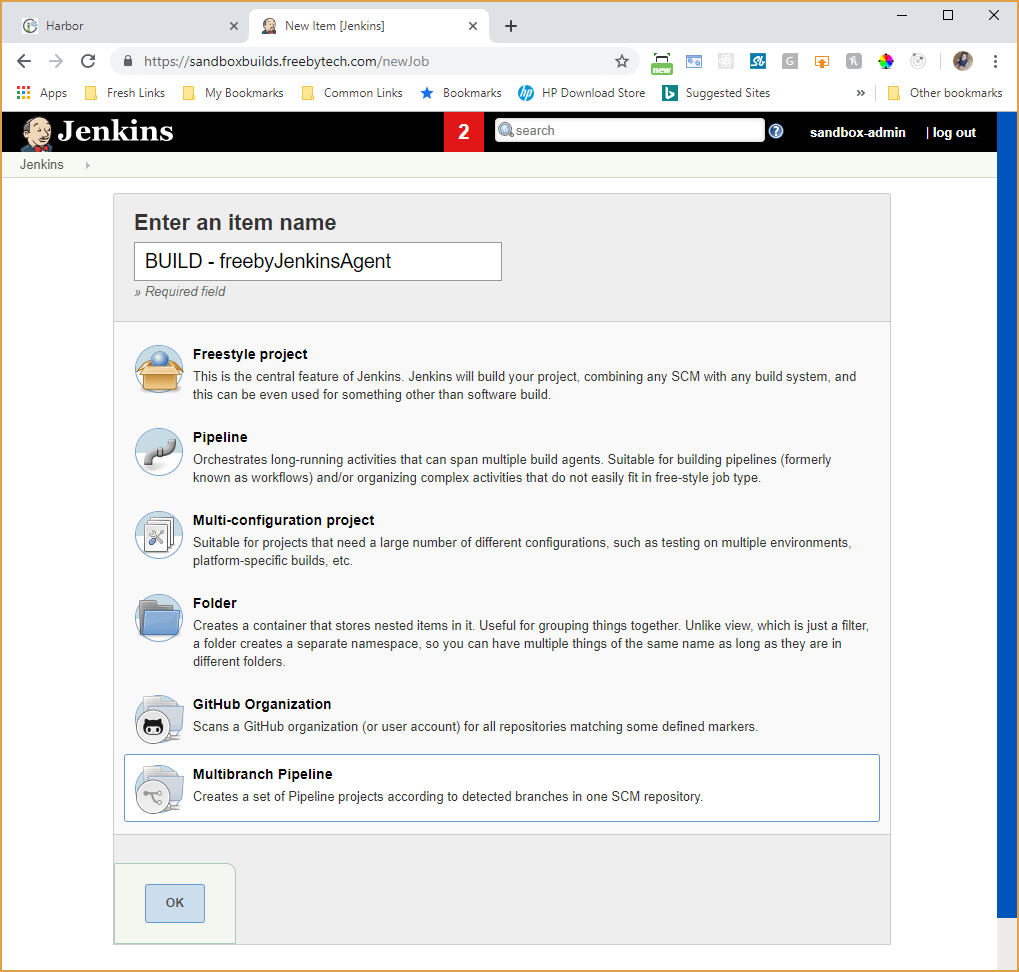 Harbor
New Item [Jenkins]
https://sandboxbuilds.freebytech.com/newJob
new
G
Apps
Fresh Links
My Bookmarks
Common Links
Bookmarks
hp
HP Download Store
b
Suggested Sites
»
Other bookmarks
Jenkins
2
search
?
sandbox-admin
| log out
Jenkins
Enter an item name
BUILD - freebyJenkinsAgent
» Required field
Freestyle project
This is the central feature of Jenkins. Jenkins will build your project, combining any SCM with any build system, and
this can be even used for something other than software build.
Pipeline
Orchestrates long-running activities that can span multiple build agents. Suitable for building pipelines (formerly
known as workflows) and/or organizing complex activities that do not easily fit in free-style job type.
Multi-configuration project
Suitable for projects that need a large number of different configurations, such as testing on multiple environments,
platform-specific builds, etc.
Folder
Creates a container that stores nested items in it. Useful for grouping things together. Unlike view, which is just a filter,
a folder creates a separate namespace, so you can have multiple things of the same name as long as they are in
different folders.
GitHub Organization
Scans a GitHub organization (or user account) for all repositories matching some defined markers.
Multibranch Pipeline
Creates a set of Pipeline projects according to detected branches in one SCM repository.
OK